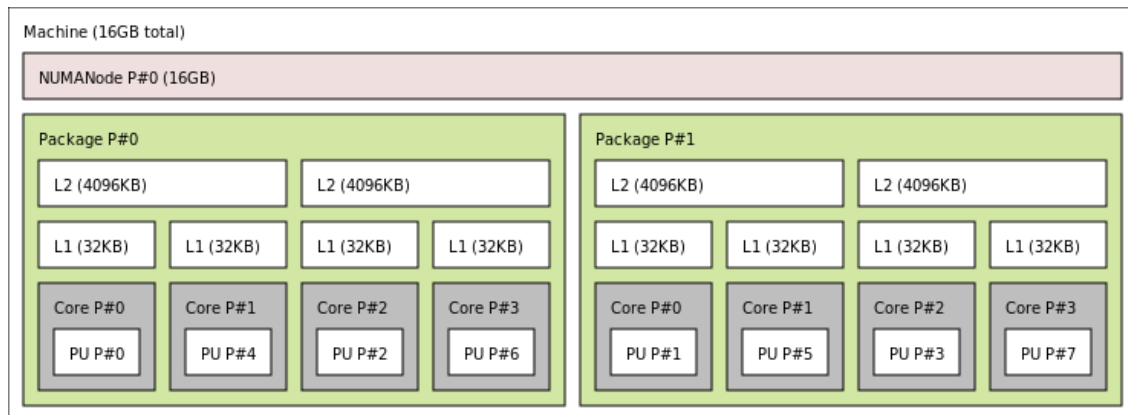 Machine (16GB total)
NUMANode P#0 (16GB)
Package P#0
L2 (4096KB)
L2 (4096KB)
L1 (32KB)
L1 (32KB)
L1 (32KB)
L1 (32KB)
Core P#0
PU P#0
Core P#1
PU P#4
Core P#2
PU P#2
Core P#3
PU P#6
Package P#1
L2 (4096KB)
L2 (4096KB)
L1 (32KB)
L1 (32KB)
L1 (32KB)
L1 (32KB)
Core P#0
PU P#1
Core P#1
PU P#5
Core P#2
PU P#3
Core P#3
PU P#7